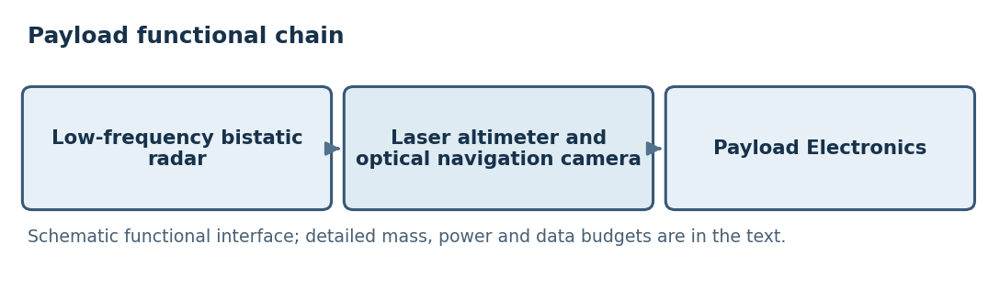 Payload functional chain
Low-frequency bistatic
radar
Laser altimeter and
optical navigation camera
Payload Electronics
Schematic functional interface; detailed mass, power and data budgets are in the text.